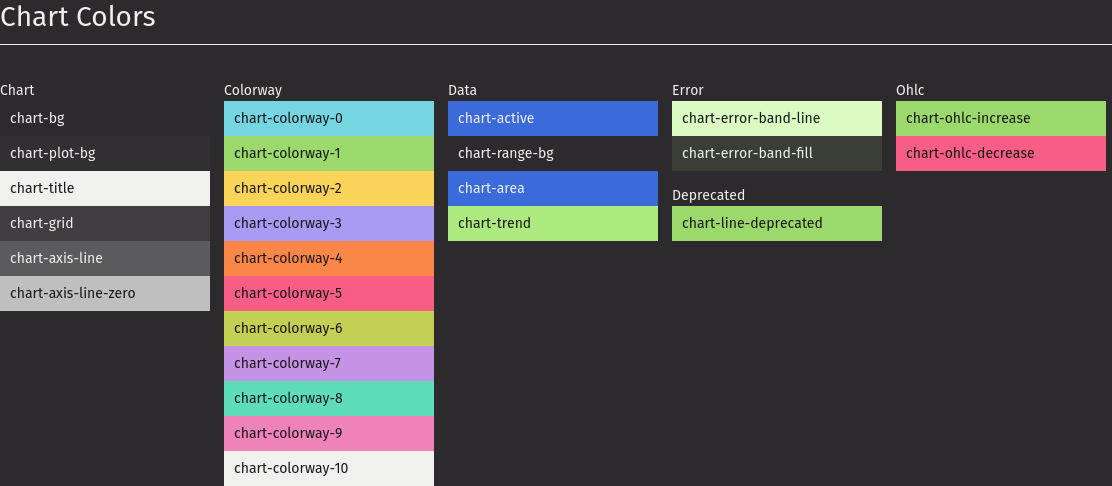 Chart Colors
Chart
chart-bg
chart-plot-bg
chart-title
chart-grid
chart-axis-line
chart-axis-line-zero
Colorway
chart-colorway-0
chart-colorway-1
chart-colorway-2
chart-colorway-3
chart-colorway-4
chart-colorway-5
chart-colorway-6
chart-colorway-7
chart-colorway-8
chart-colorway-9
chart-colorway-10
Data
chart-active
chart-range-bg
chart-area
chart-trend
Error
chart-error-band-line
chart-error-band-fill
Deprecated
chart-line-deprecated
Ohlc
chart-ohlc-increase
chart-ohlc-decrease